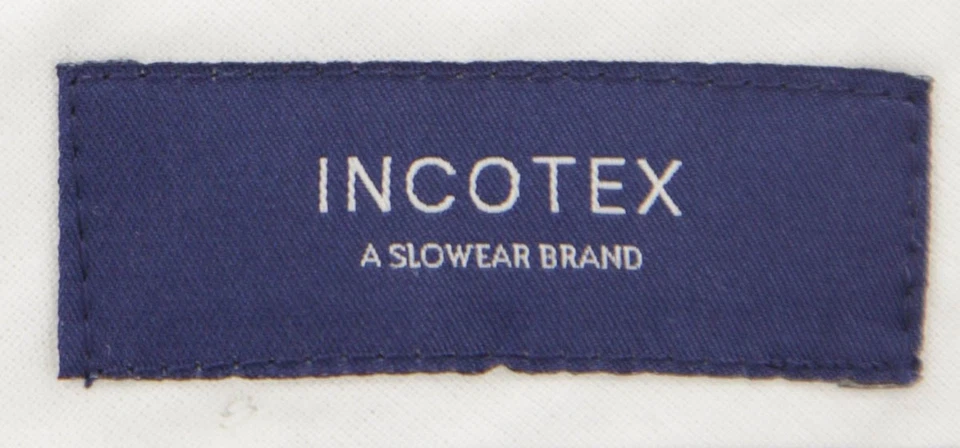 INCOTEX
A SLOWEAR BRAND